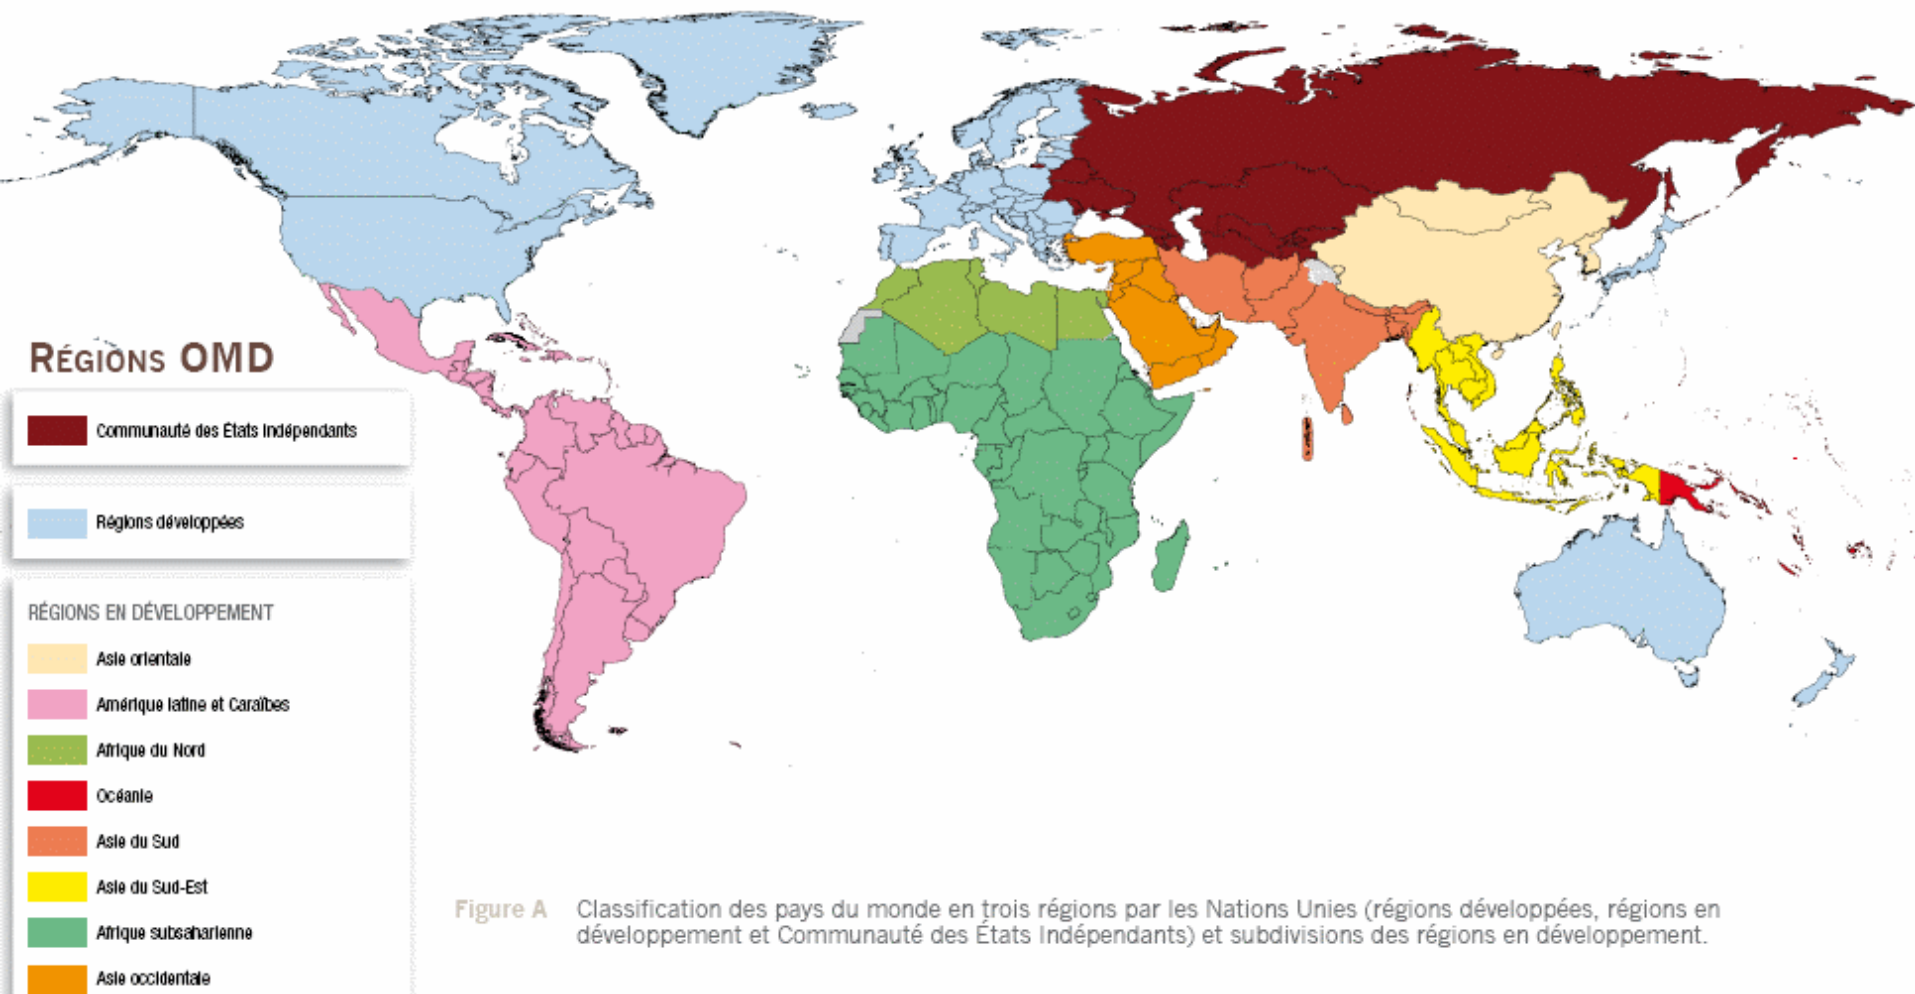 RÉGIONS OMD
Communauté des États Indépendants
Régions développées
RÉGIONS EN DÉVELOPPEMENT
Asie orientale
Amérique latine et Caraïbes
Afrique du Nord
Océanie
Asie du Sud
Asie du Sud-Est
Afrique subsaharienne
Asie occidentale
Figure A Classification des pays du monde en trois régions par les Nations Unies (régions développées, régions en
développement et Communauté des États Indépendants) et subdivisions des régions en développement.